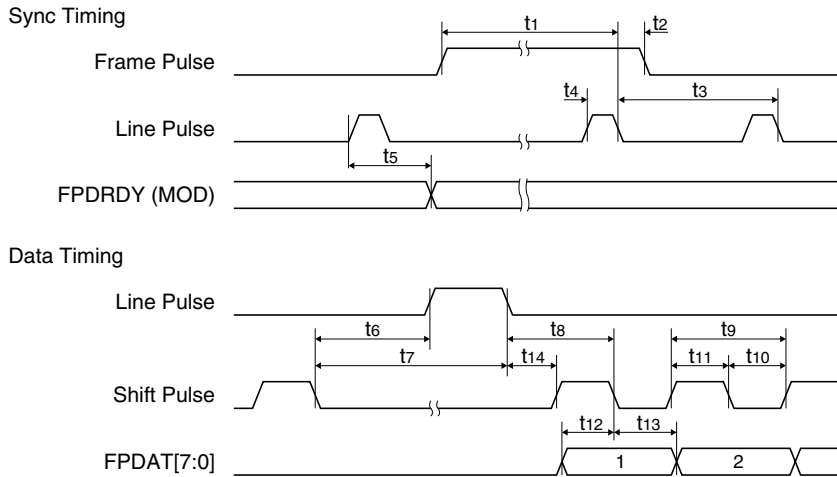 Sync Timing
t1
t2
Frame Pulse
t4
t3
Line Pulse
t5
FPDRDY (MOD)
Data Timing
Line Pulse
t6
t8
t9
t7
t14
t11
t10
Shift Pulse
t12
t13
FPDAT[7:0]
1
2